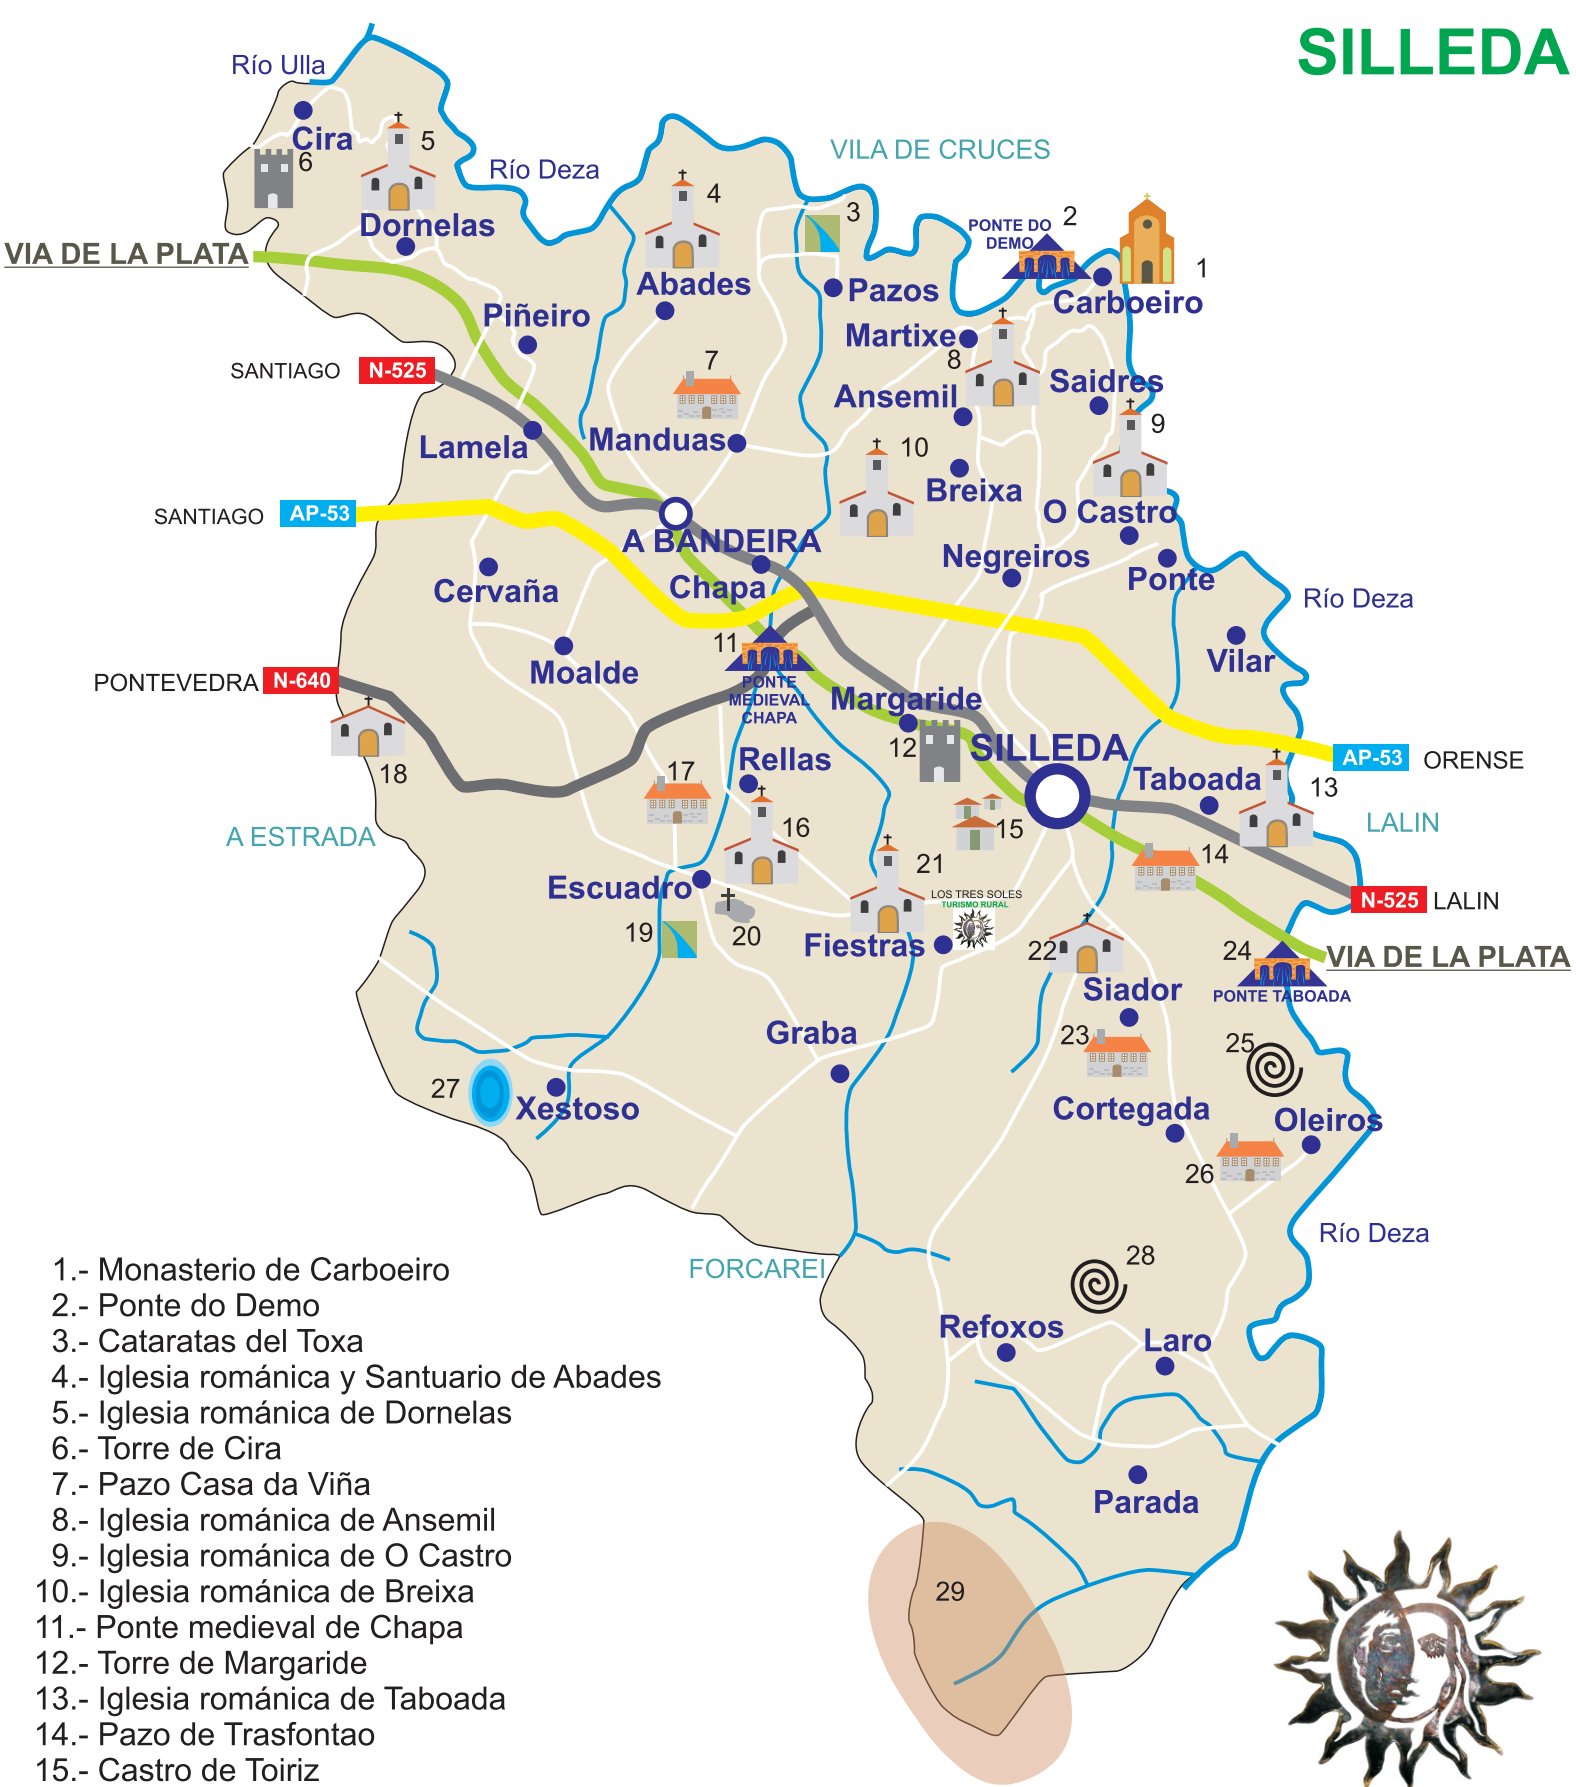 SILLEDA
Río Ulla
Cira
6
5
Río Deza
VILA DE CRUCES
4
3
2
PONTE DO
DEMO
1
Dornelas
VIA DE LA PLATA
Abades
Pazos
Carboeiro
Piñeiro
Martixe
8
7
SANTIAGO
N-525
Saidres
Ansemil
9
Lamela
Manduas
10
Breixa
SANTIAGO
AP-53
O Castro
A BANDEIRA
Negreiros
Chapa
Cervaña
Ponte
Río Deza
11
Vilar
Moalde
PONTEVEDRA
N-640
PONTE
MEDIEVAL
CHAPA
Margaride
12
SILLEDA
Rellas
AP-53
ORENSE
17
18
Taboada
13
16
15
A ESTRADA
LALIN
14
21
Escuadro
LOS TRES SOLES
TURISMO RURAL
N-525
LALIN
19
20
Fiestras
22
24
VIA DE LA PLATA
Siador
PONTE TABOADA
Graba
23
25
27
Xestoso
Cortegada
Oleiros
26
Río Deza
FORCAREI
28
Refoxos
Laro
Parada
29
1.- Monasterio de Carboeiro
2.- Ponte do Demo
3.- Cataratas del Toxa
4.- Iglesia románica y Santuario de Abades
5.- Iglesia románica de Dornelas
6.- Torre de Cira
7.- Pazo Casa da Viña
8.- Iglesia románica de Ansemil
9.- Iglesia románica de O Castro
10.- Iglesia románica de Breixa
11.- Ponte medieval de Chapa
12.- Torre de Margaride
13.- Iglesia románica de Taboada
14.- Pazo de Trasfontao
15.- Castro de Toiriz